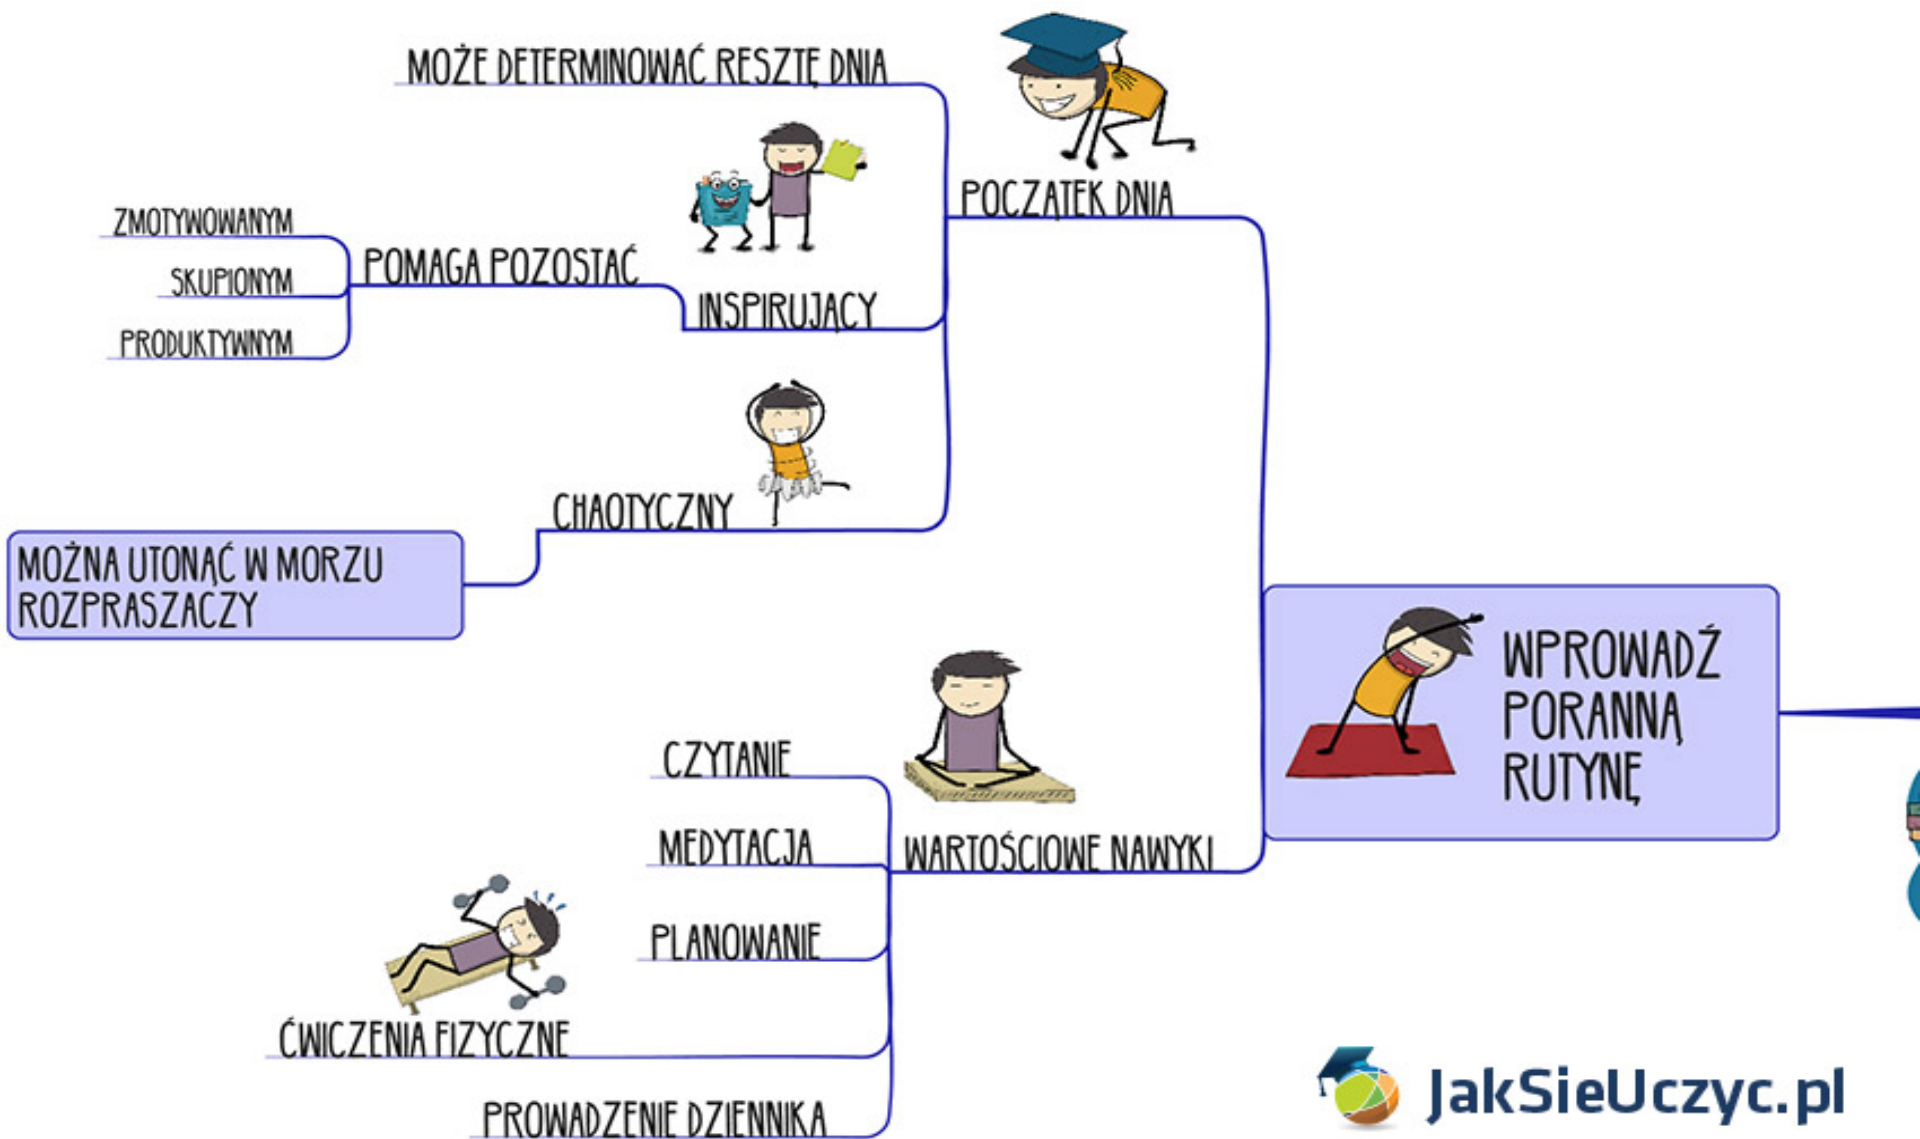 MOŻE DETERMINOWAĆ RESZTĘ DNIA
POCZĄTEK DNIA
ZMOTYWOWANYM
SKUPIONYM
PRODUKTYWNYM
POMAGA POZOSTAĆ
INSPIRUJĄCY
CHAOTYCZNY
MOŻNA UTONĄĆ W MORZU
ROZPRASZACZY
WPROWADŹ
PORANNĄ
RUTYNĘ
CZYTANIE
MEDYTACJA
WARTOŚCIOWE NAWYKI
PLANOWANIE
ĆWICZENIA FIZYCZNE
PROWADZENIE DZIENNIKA
JakSieUczyc.pl